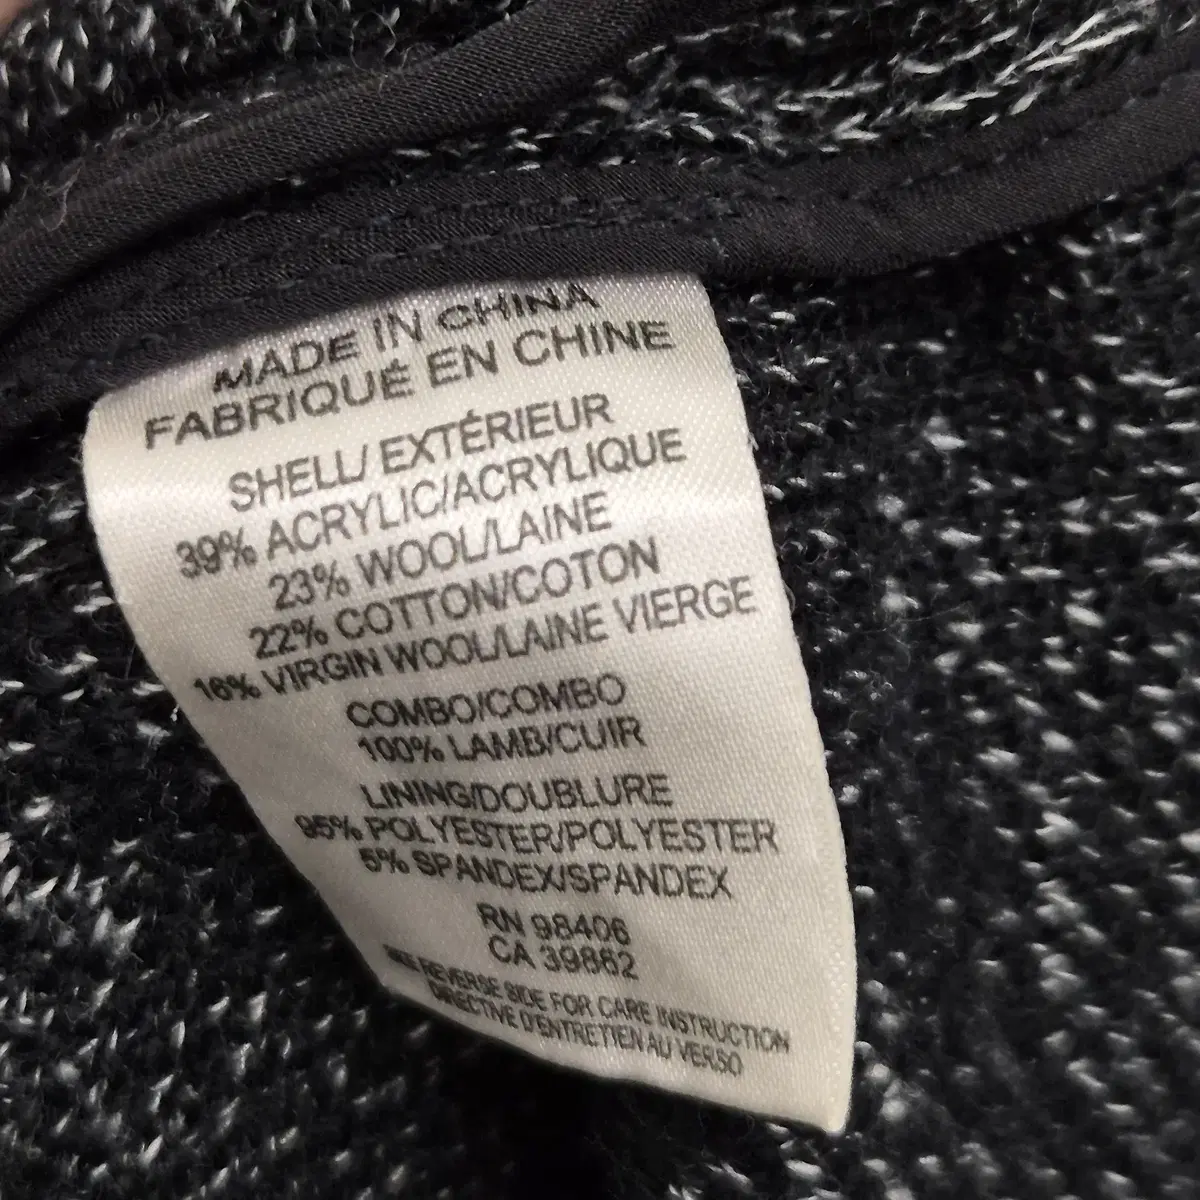 MADE IN CHINA
FABRIQUÉ EN CHINE
SHELL/ EXTÉRIEUR
39% ACRYLIC/ACRYLIQUE
23% WOOL/LAINE
22% COTTON/COTON
16% VIRGIN WOOL/LAINE VIERGE
COMBO/COMBO
100% LAMB/CUIR
LINING/DOUBLURE
95% POLYESTER/POLYESTER
5% SPANDEX/SPANDEX
RN 98406
CA 39862
REVERSE SIDE FOR CARE INSTRUCTION
DIRECTIVE D'ENTRETIEN AU VERSO